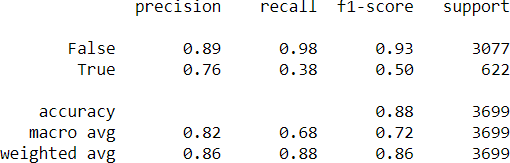 precision recall f1-score support
False 0.89 0.98 0.93 3077
True 0.76 0.38 0.50 622
accuracy 0.88 3699
macro avg 0.82 0.68 0.72 3699
weighted avg 0.86 0.88 0.86 3699